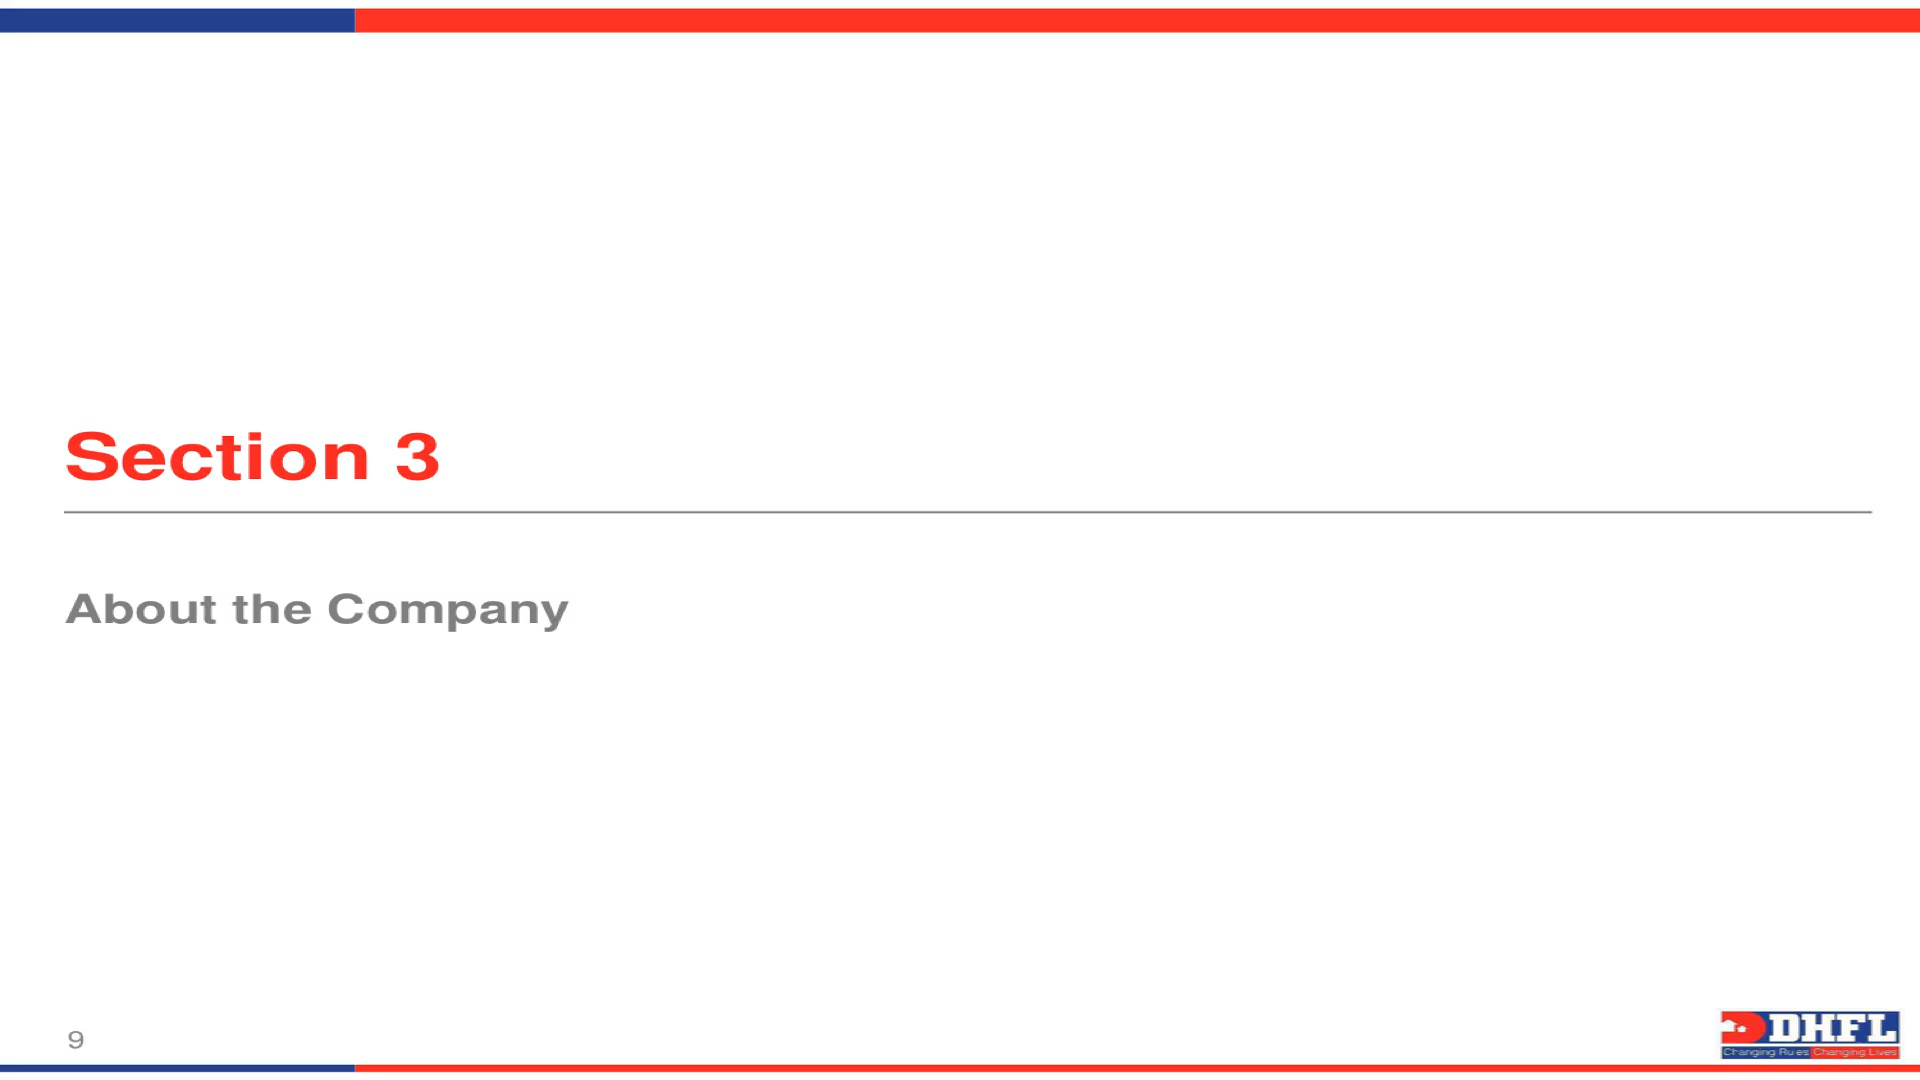 Section 3
About the Company
9
DHFL
Changing Rules Changing Lives